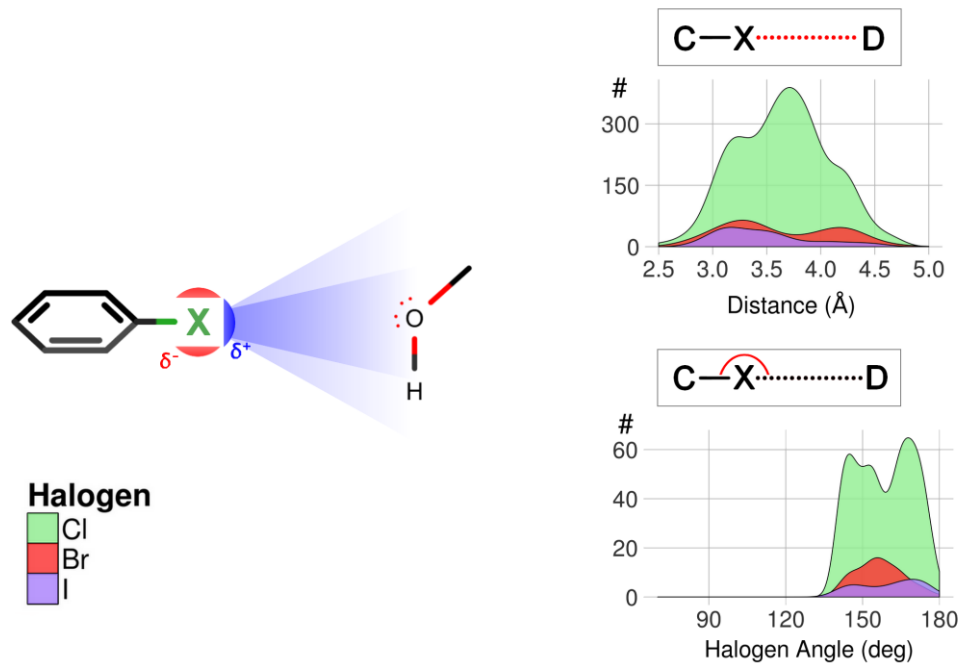 X
δ-
δ+
O
H
Halogen
Cl
Br
I
C X D
#
300
150
0
2.5 3.0 3.5 4.0 4.5 5.0
Distance (Å)
C X D
#
60
40
20
0
90 120 150 180
Halogen Angle (deg)